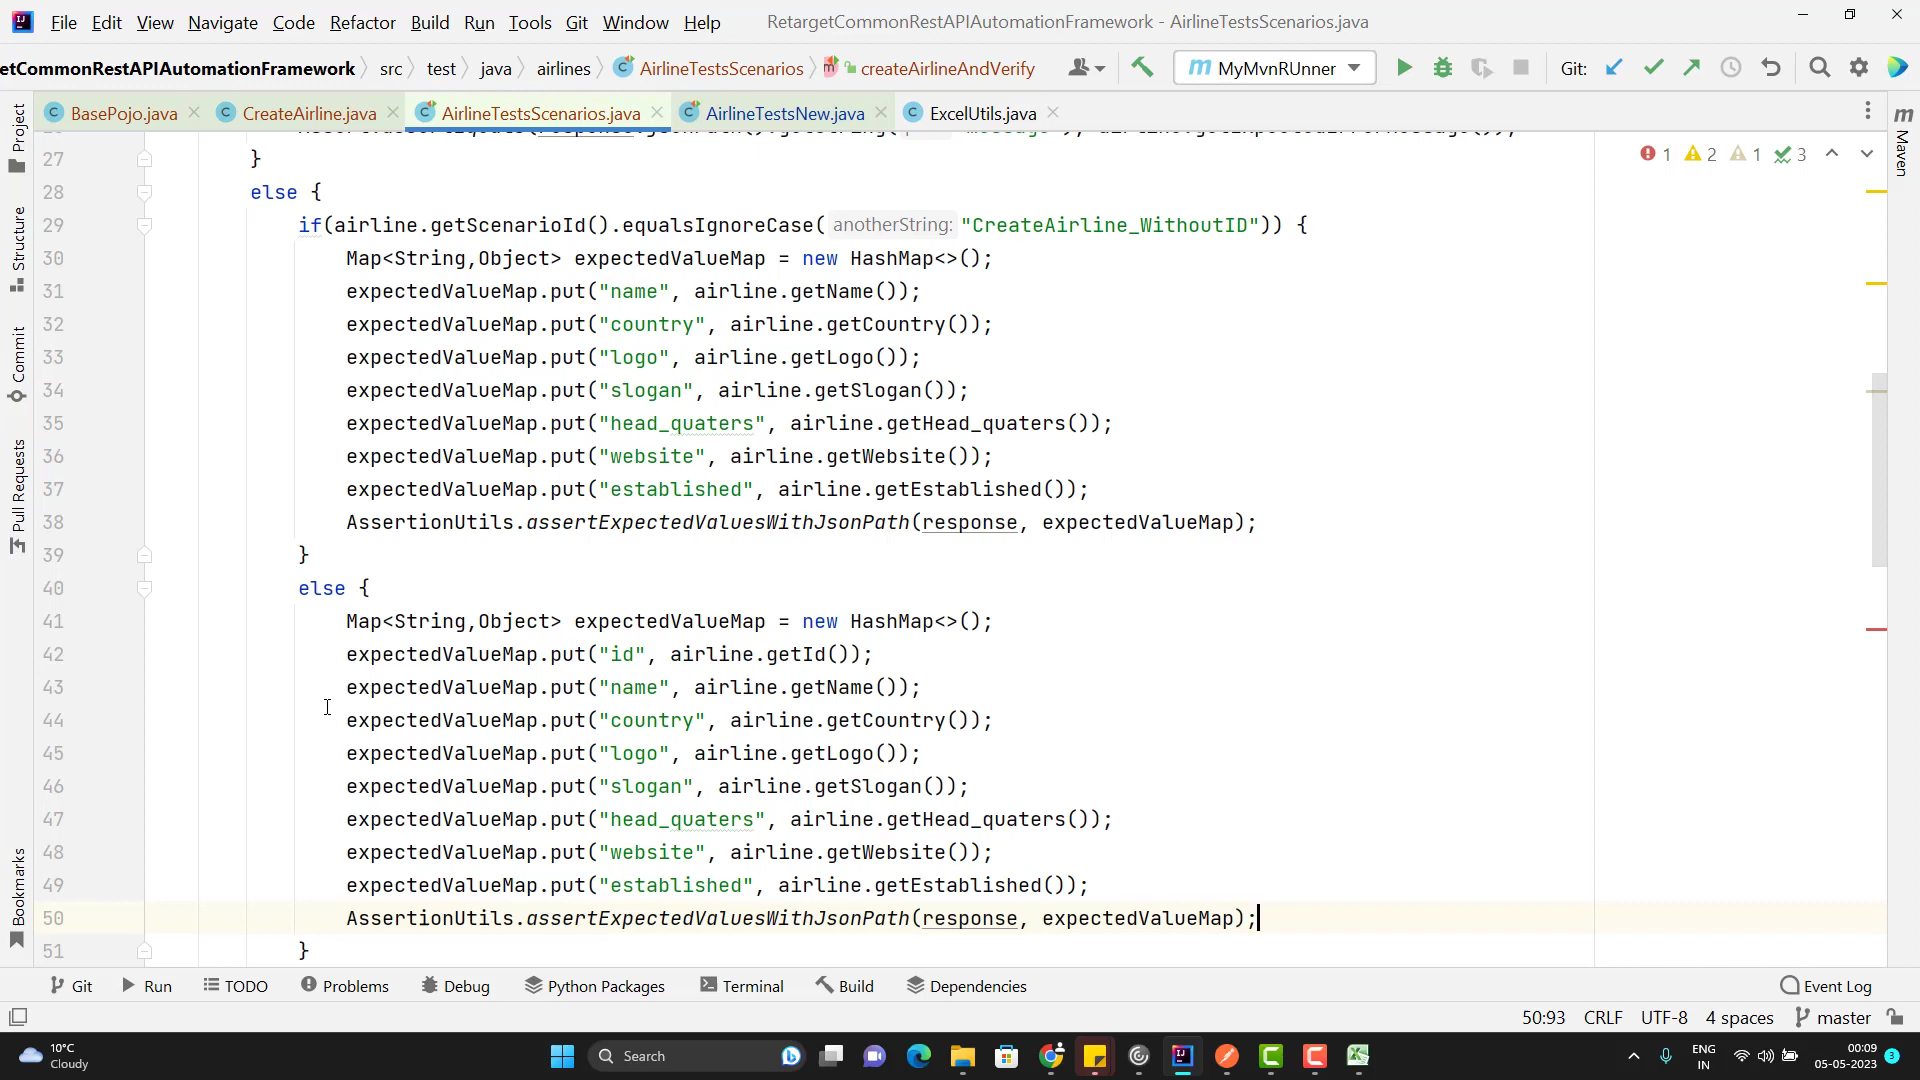 File Edit View Navigate Code Refactor Build Run Tools Git Window Help RetargetCommonRestAPIAutomationFramework - AirlineTestsScenarios.java
etCommonRestAPIAutomationFramework src test java airlines AirlineTestsScenarios createAirlineAndVerify MyMvnRUnner Git:
BasePojo.java CreateAirline.java AirlineTestsScenarios.java AirlineTestsNew.java ExcelUtils.java
Project
Structure
Commit
Pull Requests
Bookmarks
Maven
1 2 1 3
27 }
28 else {
29 if(airline.getScenarioId().equalsIgnoreCase( anotherString: "CreateAirline_WithoutID")) {
30 Map<String,Object> expectedValueMap = new HashMap<>();
31 expectedValueMap.put("name", airline.getName());
32 expectedValueMap.put("country", airline.getCountry());
33 expectedValueMap.put("logo", airline.getLogo());
34 expectedValueMap.put("slogan", airline.getSlogan());
35 expectedValueMap.put("head_quaters", airline.getHead_quaters());
36 expectedValueMap.put("website", airline.getWebsite());
37 expectedValueMap.put("established", airline.getEstablished());
38 AssertionUtils.assertExpectedValuesWithJsonPath(response, expectedValueMap);
39 }
40 else {
41 Map<String,Object> expectedValueMap = new HashMap<>();
42 expectedValueMap.put("id", airline.getId());
43 expectedValueMap.put("name", airline.getName());
44 expectedValueMap.put("country", airline.getCountry());
45 expectedValueMap.put("logo", airline.getLogo());
46 expectedValueMap.put("slogan", airline.getSlogan());
47 expectedValueMap.put("head_quaters", airline.getHead_quaters());
48 expectedValueMap.put("website", airline.getWebsite());
49 expectedValueMap.put("established", airline.getEstablished());
50 AssertionUtils.assertExpectedValuesWithJsonPath(response, expectedValueMap);
51 }
Git Run TODO Problems Debug Python Packages Terminal Build Dependencies Event Log
50:93 CRLF UTF-8 4 spaces master
10°C
Cloudy
Search
ENG
IN
00:09
05-05-2023
3